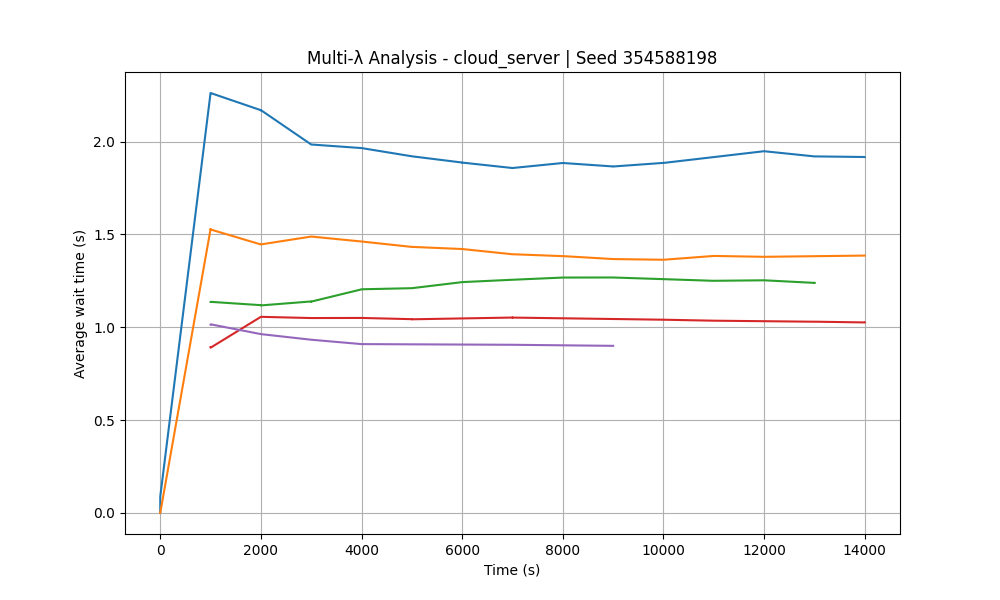 Multi-λ Analysis - cloud_server | Seed 354588198
Average wait time (s)
2.0
1.5
1.0
0.5
0.0
0 2000 4000 6000 8000 10000 12000 14000
Time (s)